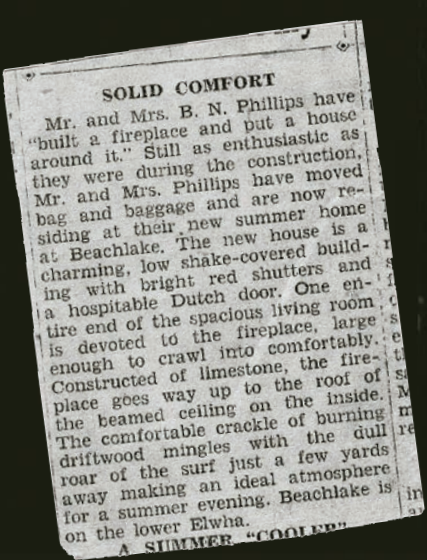 SOLID COMFORT
Mr. and Mrs. B. N. Phillips have
"built a fireplace and put a house
around it." Still as enthusiastic as
they were during the construction,
Mr. and Mrs. Phillips have moved
bag and baggage and are now re-
siding at their new summer home
at Beachlake. The new house is a
charming, low shake-covered build-
ing with bright red shutters and
a hospitable Dutch door. One en-
tire end of the spacious living room
is devoted to the fireplace, large
enough to crawl into comfortably.
Constructed of limestone, the fire-
place goes way up to the roof of
the beamed ceiling on the inside.
The comfortable crackle of burning
driftwood mingles with the dull
roar of the surf just a few yards
away making an ideal atmosphere
for a summer evening. Beachlake is
on the lower Elwha.
A SUMMER "COOLER"